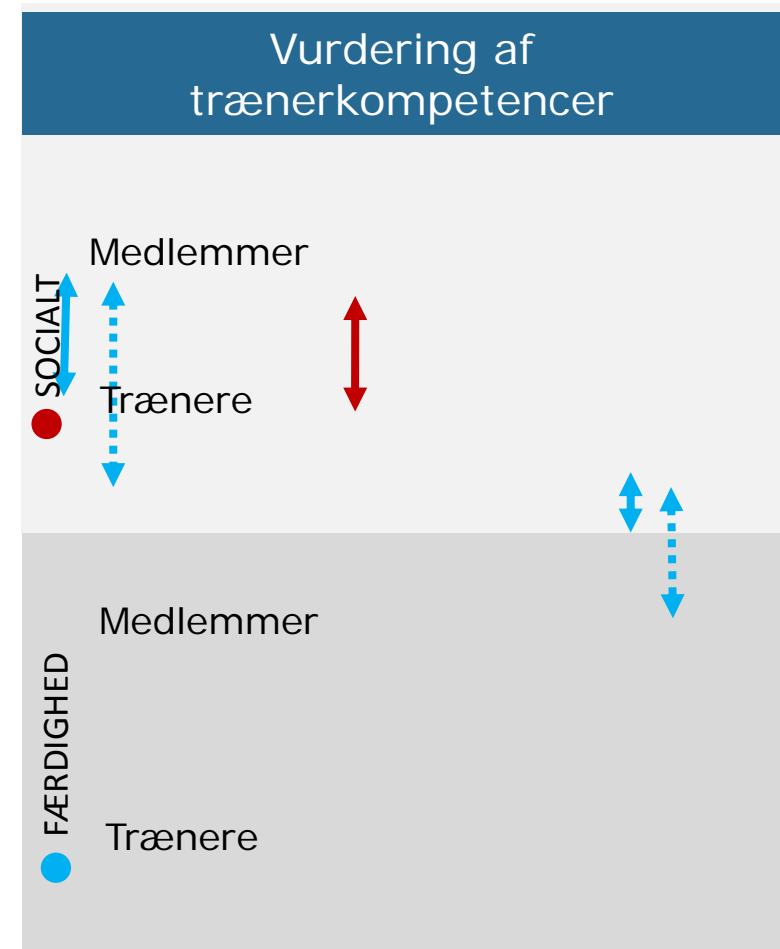 Vurdering af
trænerkompetencer
Medlemmer
SOCIALT
Trænere
Medlemmer
FÆRDIGHED
Trænere